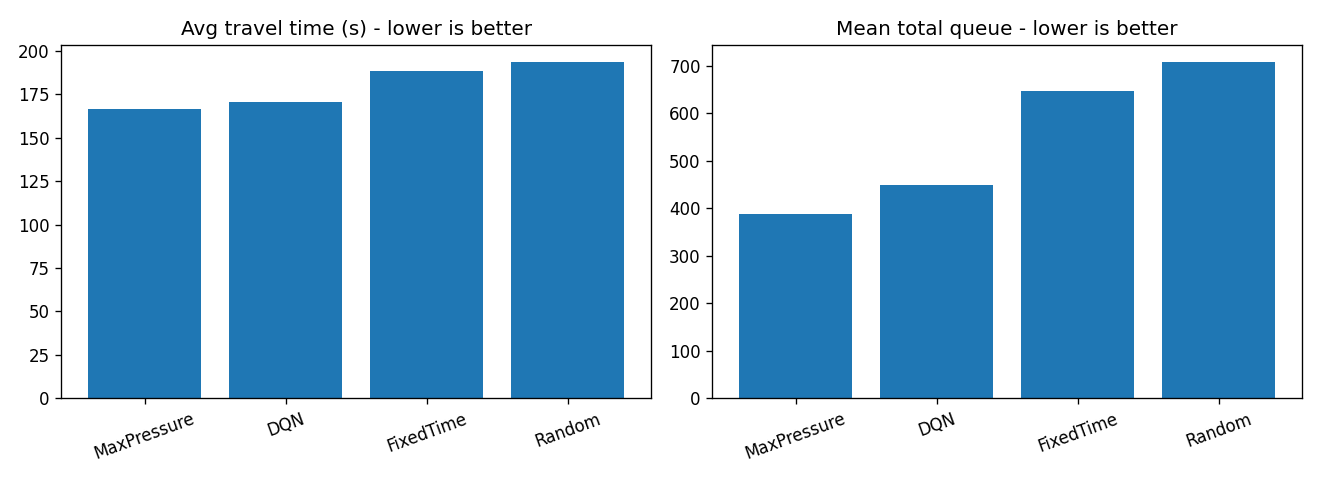 Avg travel time (s) - lower is better
200
175
150
125
100
75
50
25
0
MaxPressure
DQN
FixedTime
Random
Mean total queue - lower is better
700
600
500
400
300
200
100
0
MaxPressure
DQN
FixedTime
Random